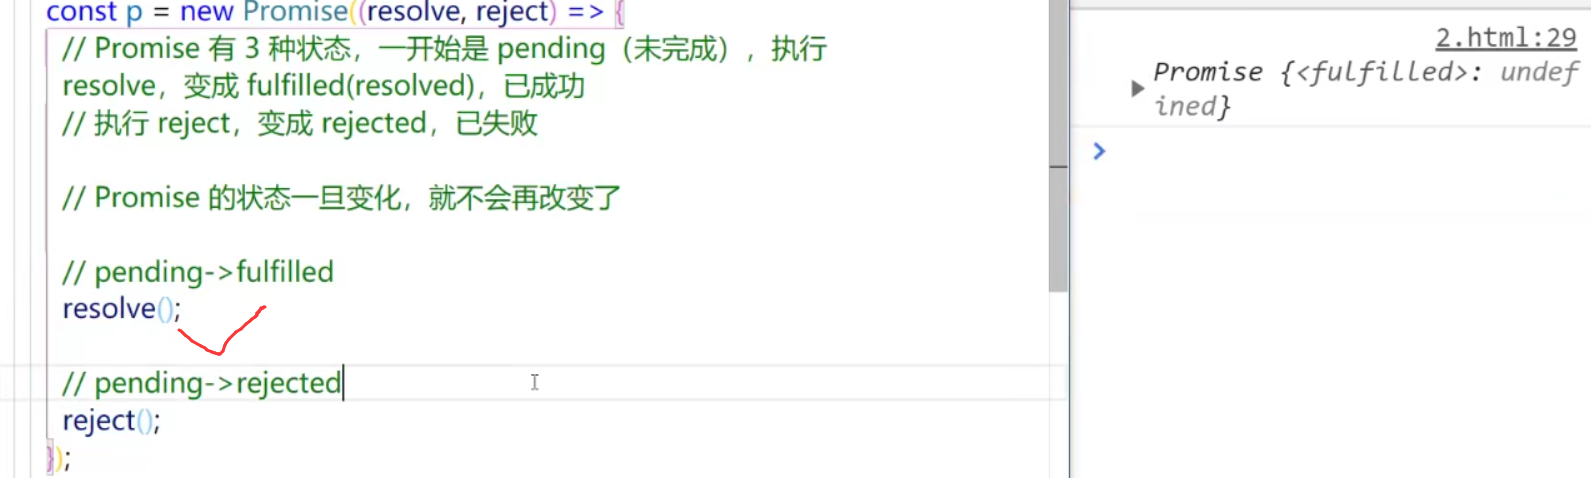 const p = new Promise((resolve, reject) => {
// Promise 有 3 种状态，一开始是 pending（未完成）, 执行
resolve，变成 fulfilled(resolved)，已成功
// 执行 reject，变成 rejected，已失败
// Promise 的状态一旦变化，就不会再改变了
// pending->fulfilled
resolve();
// pending->rejected
reject();
});
2.html:29
Promise {<fulfilled>: undef
ined}